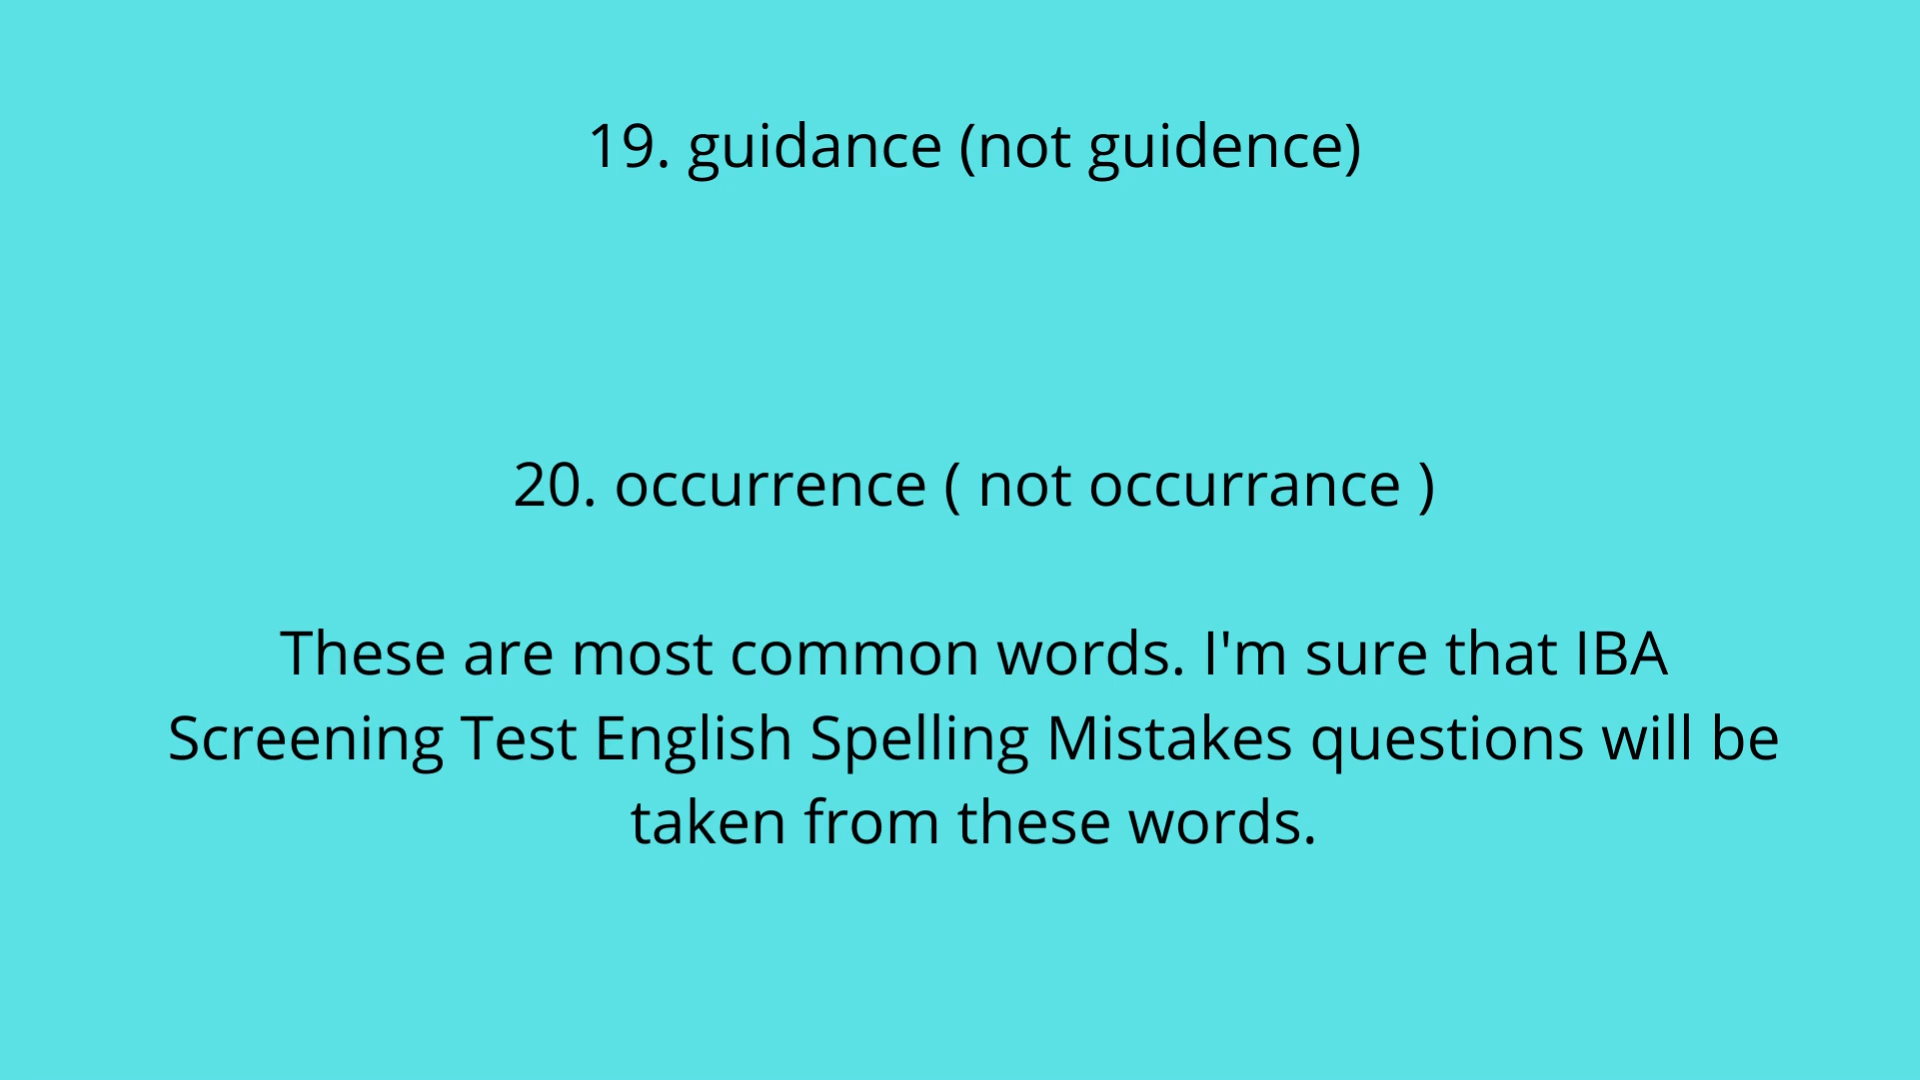 19. guidance (not guidence)
20. occurrence ( not occurrance )
These are most common words. I'm sure that IBA
Screening Test English Spelling Mistakes questions will be
taken from these words.